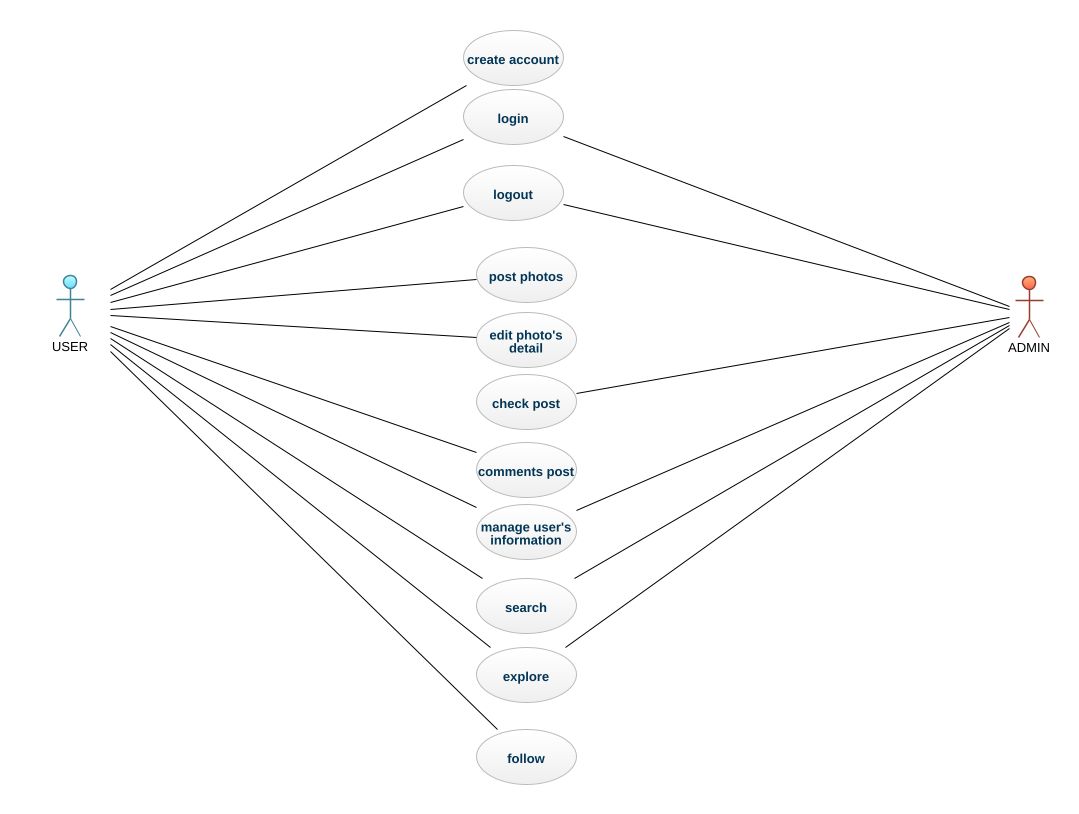 create account
login
logout
post photos
edit photo's
detail
USER
ADMIN
check post
comments post
manage user's
information
search
explore
follow